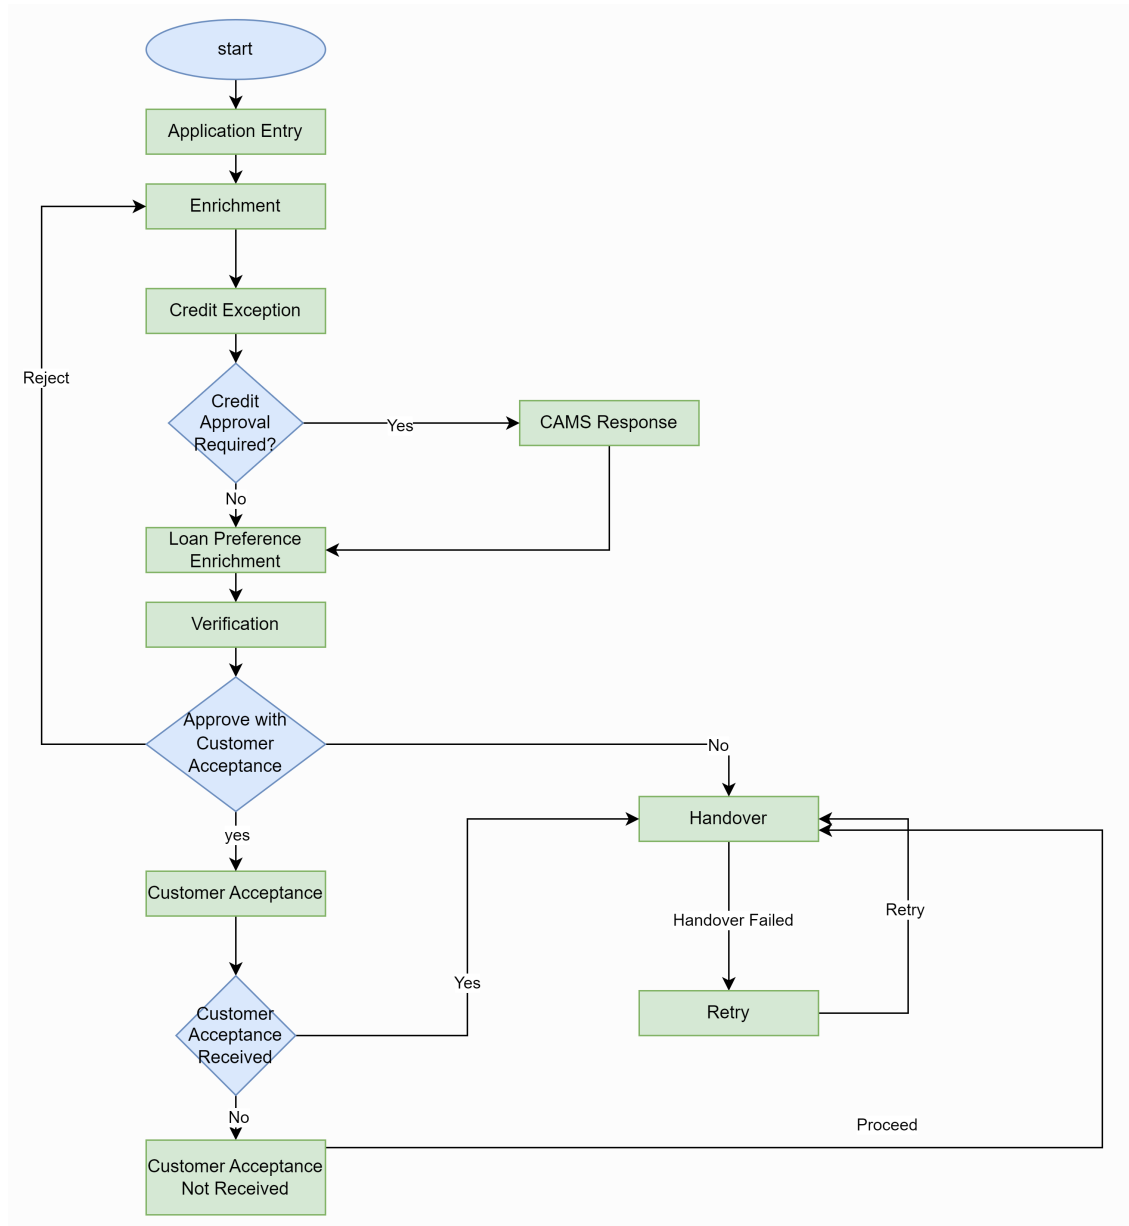 start
Application Entry
Enrichment
Credit Exception
Reject
Credit
Approval
Required?
Yes
CAMS Response
No
Loan Preference
Enrichment
Verification
Approve with
Customer
Acceptance
No
Handover
yes
Customer Acceptance
Handover Failed
Retry
Yes
Customer
Acceptance
Received
Retry
No
Proceed
Customer Acceptance
Not Received